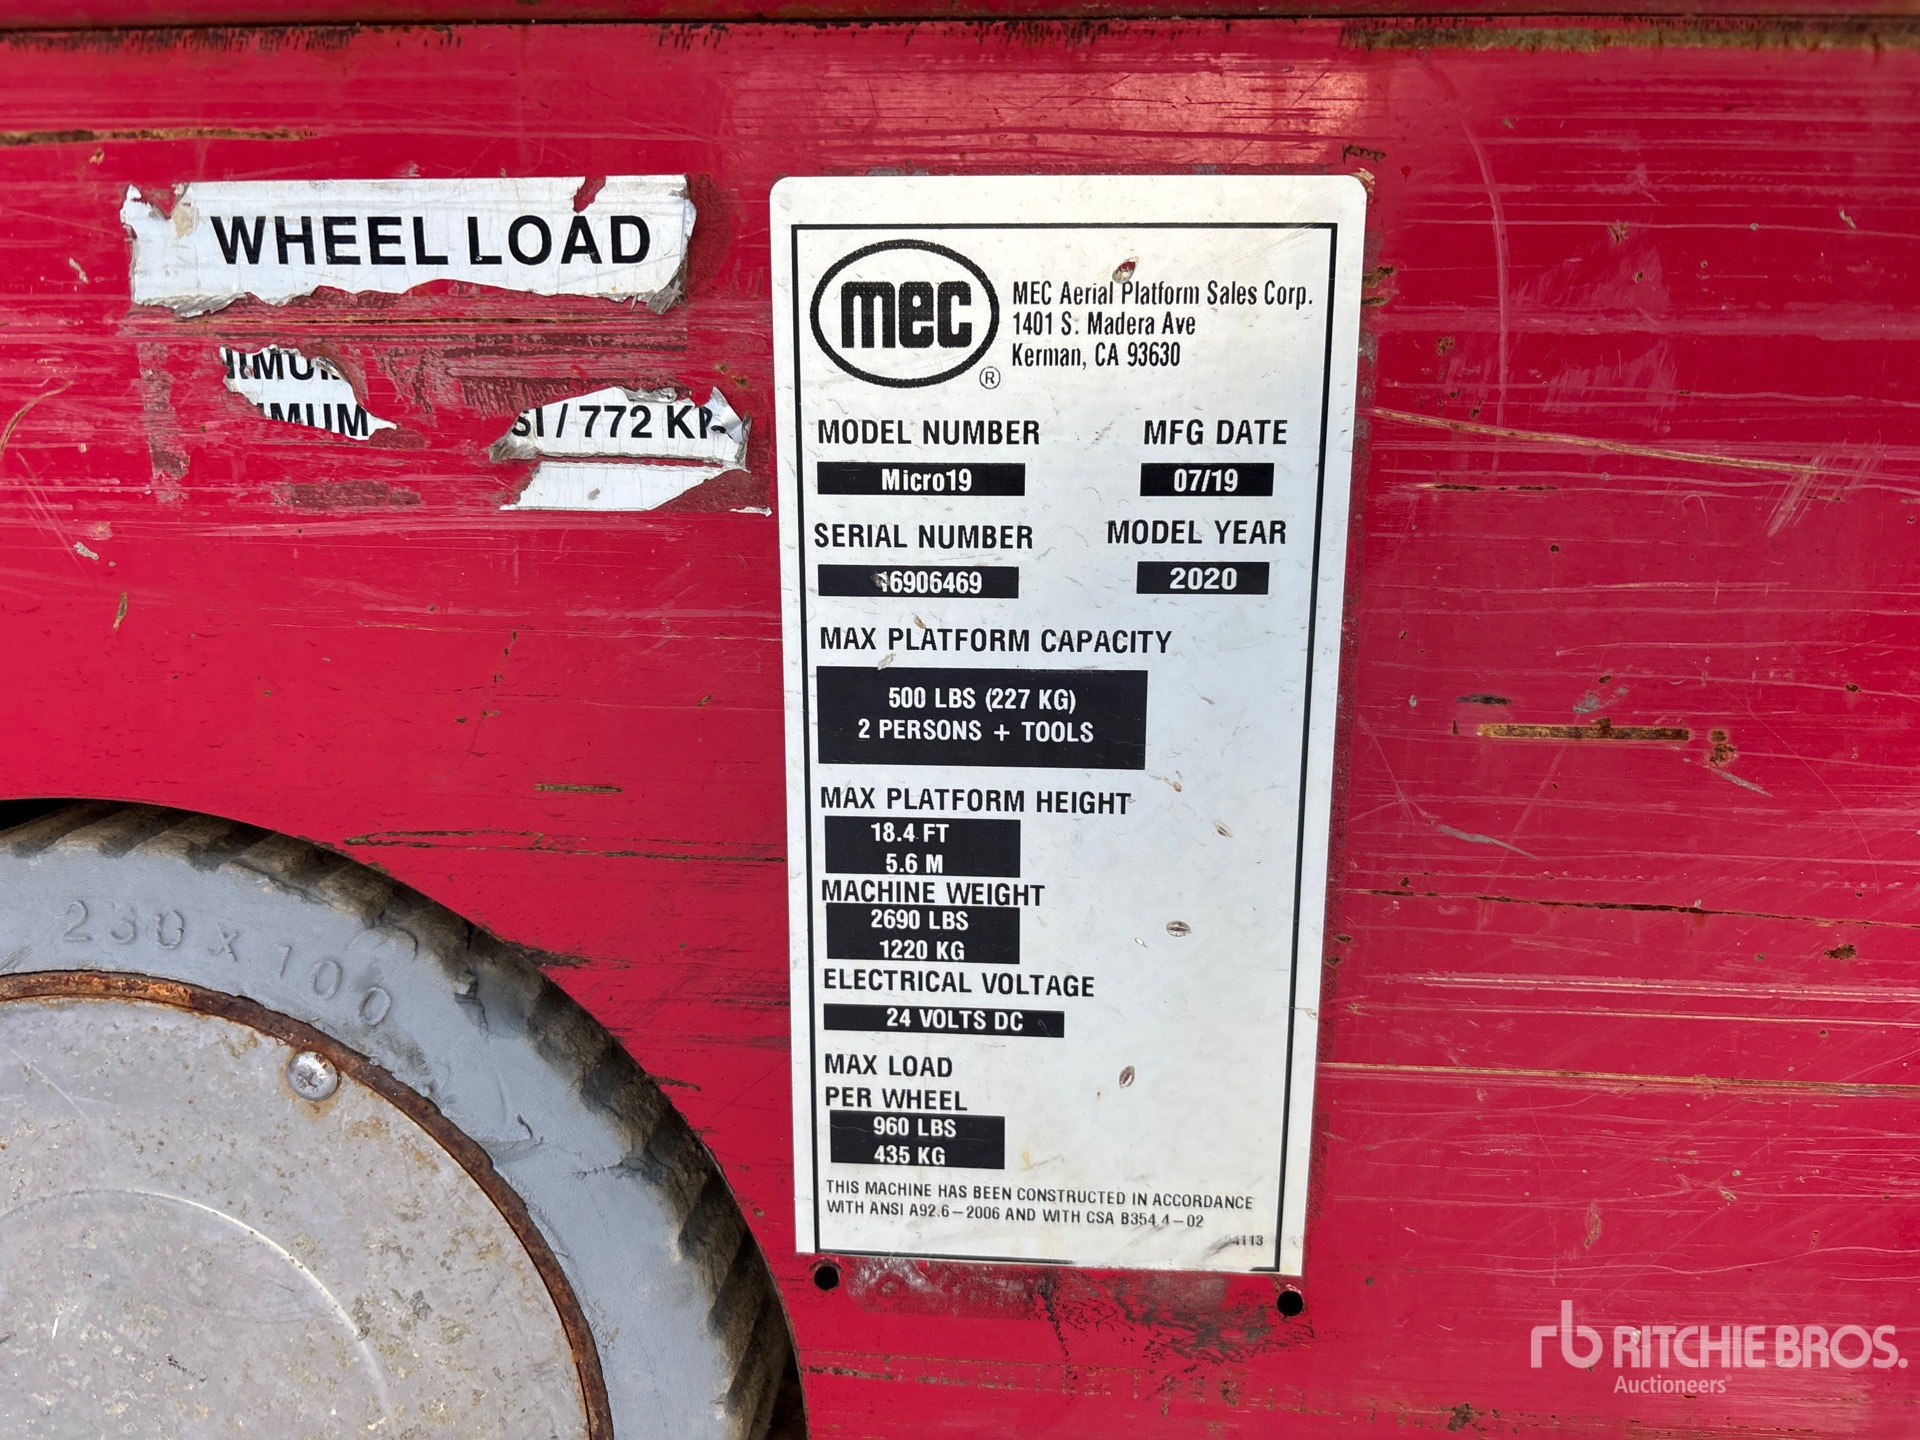 WHEEL LOAD
SI / 772 KP
mec
®
MEC Aerial Platform Sales Corp.
1401 S. Madera Ave
Kerman, CA 93630
MODEL NUMBER
MFG DATE
Micro19
07/19
SERIAL NUMBER
MODEL YEAR
16906469
2020
MAX PLATFORM CAPACITY
500 LBS (227 KG)
2 PERSONS + TOOLS
MAX PLATFORM HEIGHT
18.4 FT
5.6 M
MACHINE WEIGHT
2690 LBS
1220 KG
ELECTRICAL VOLTAGE
24 VOLTS DC
MAX LOAD
PER WHEEL
960 LBS
435 KG
THIS MACHINE HAS BEEN CONSTRUCTED IN ACCORDANCE
WITH ANSI A92.6-2006 AND WITH CSA B354.4-02
230 x 100
rb RITCHIE BROS.
Auctioneers